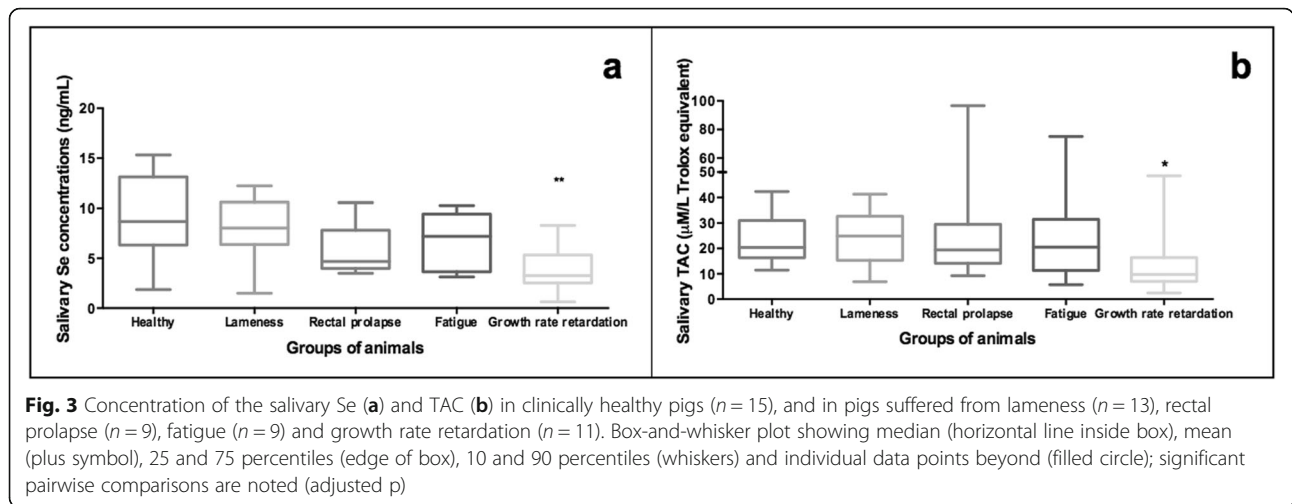 a
20
15
10
5
0
Salivary Se concentrations (ng/mL)
**
Healthy Lameness Rectal prolapse Fatigue Growth rate retardation
Groups of animals
b
100
80
60
50
40
30
20
10
0
Salivary TAC (μM/L Trolox equivalent)
*
Healthy Lameness Rectal prolapse Fatigue Growth rate retardation
Groups of animals
Fig. 3 Concentration of the salivary Se (a) and TAC (b) in clinically healthy pigs (n = 15), and in pigs suffered from lameness (n = 13), rectal
prolapse (n = 9), fatigue (n = 9) and growth rate retardation (n = 11). Box-and-whisker plot showing median (horizontal line inside box), mean
(plus symbol), 25 and 75 percentiles (edge of box), 10 and 90 percentiles (whiskers) and individual data points beyond (filled circle); significant
pairwise comparisons are noted (adjusted p)